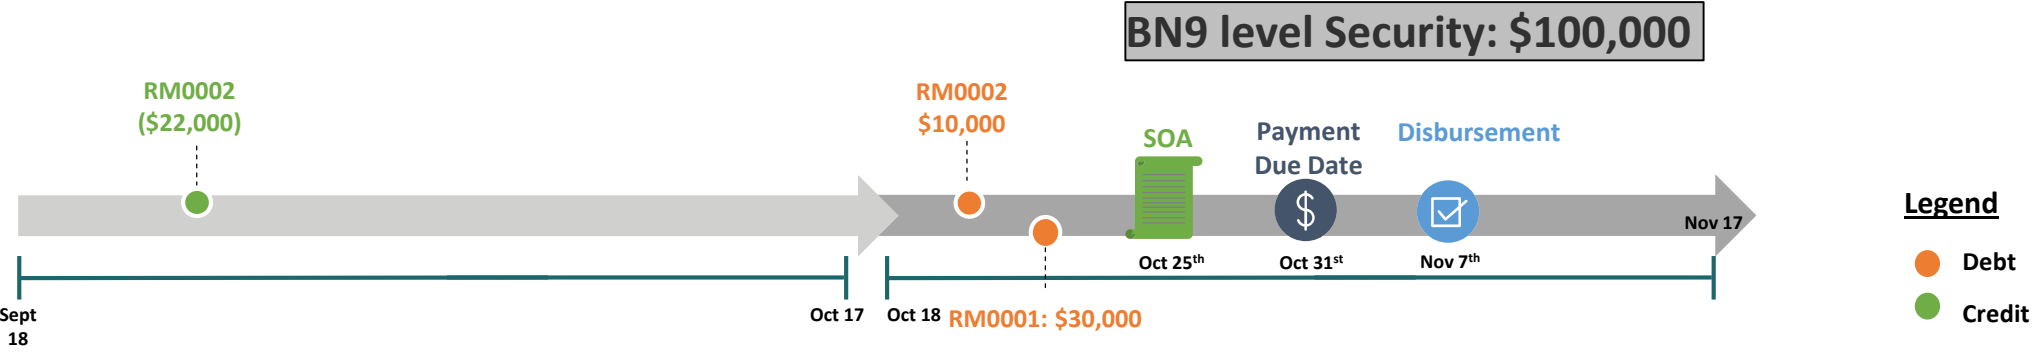 BN9 level Security: $100,000
RM0002
($22,000)
RM0002
$10,000
SOA
Payment
Due Date
Disbursement
Nov 17
Legend
Debt
Credit
Oct 25th
Oct 31st
Nov 7th
Sept
18
Oct 17
Oct 18
RM0001: $30,000